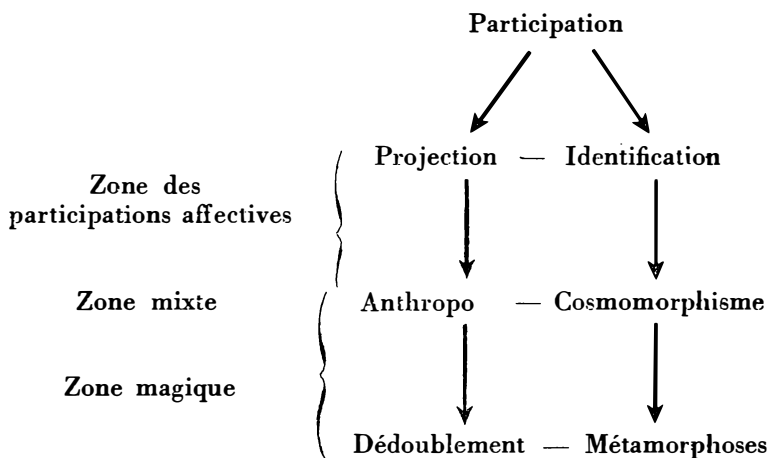 Participation
Projection — Identification
Zone des
participations affectives
Zone mixte
Anthropo — Cosmomorphisme
Zone magique
Dédoublement — Métamorphoses